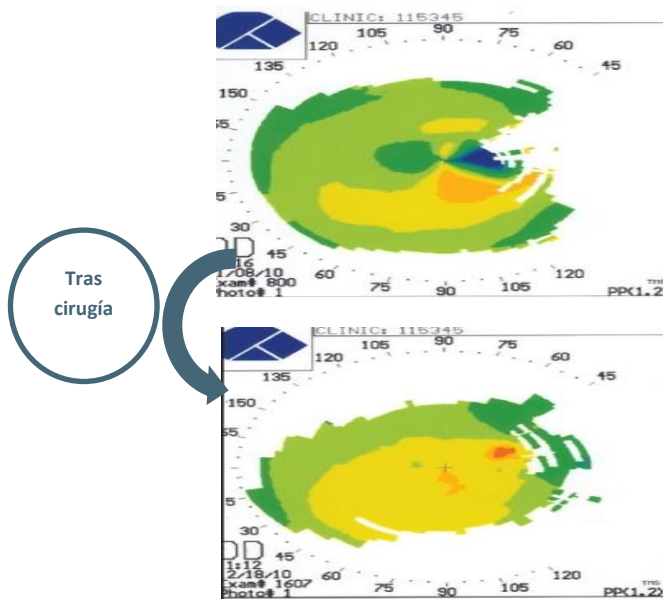 CLINIC: 115345
135 120 105 90 75 60 45
150
30
45 60 75 90 105 120
1/08/10
Exam# 800
Photo# 1
TMS
PP(1.2
Tras
cirugía
CLINIC: 115345
135 120 105 90 75 60 45
150
30
45 60 75 90 105 120
1:12
2/18/10
Exam# 1607
Photo# 1
TMS
PP(1.2